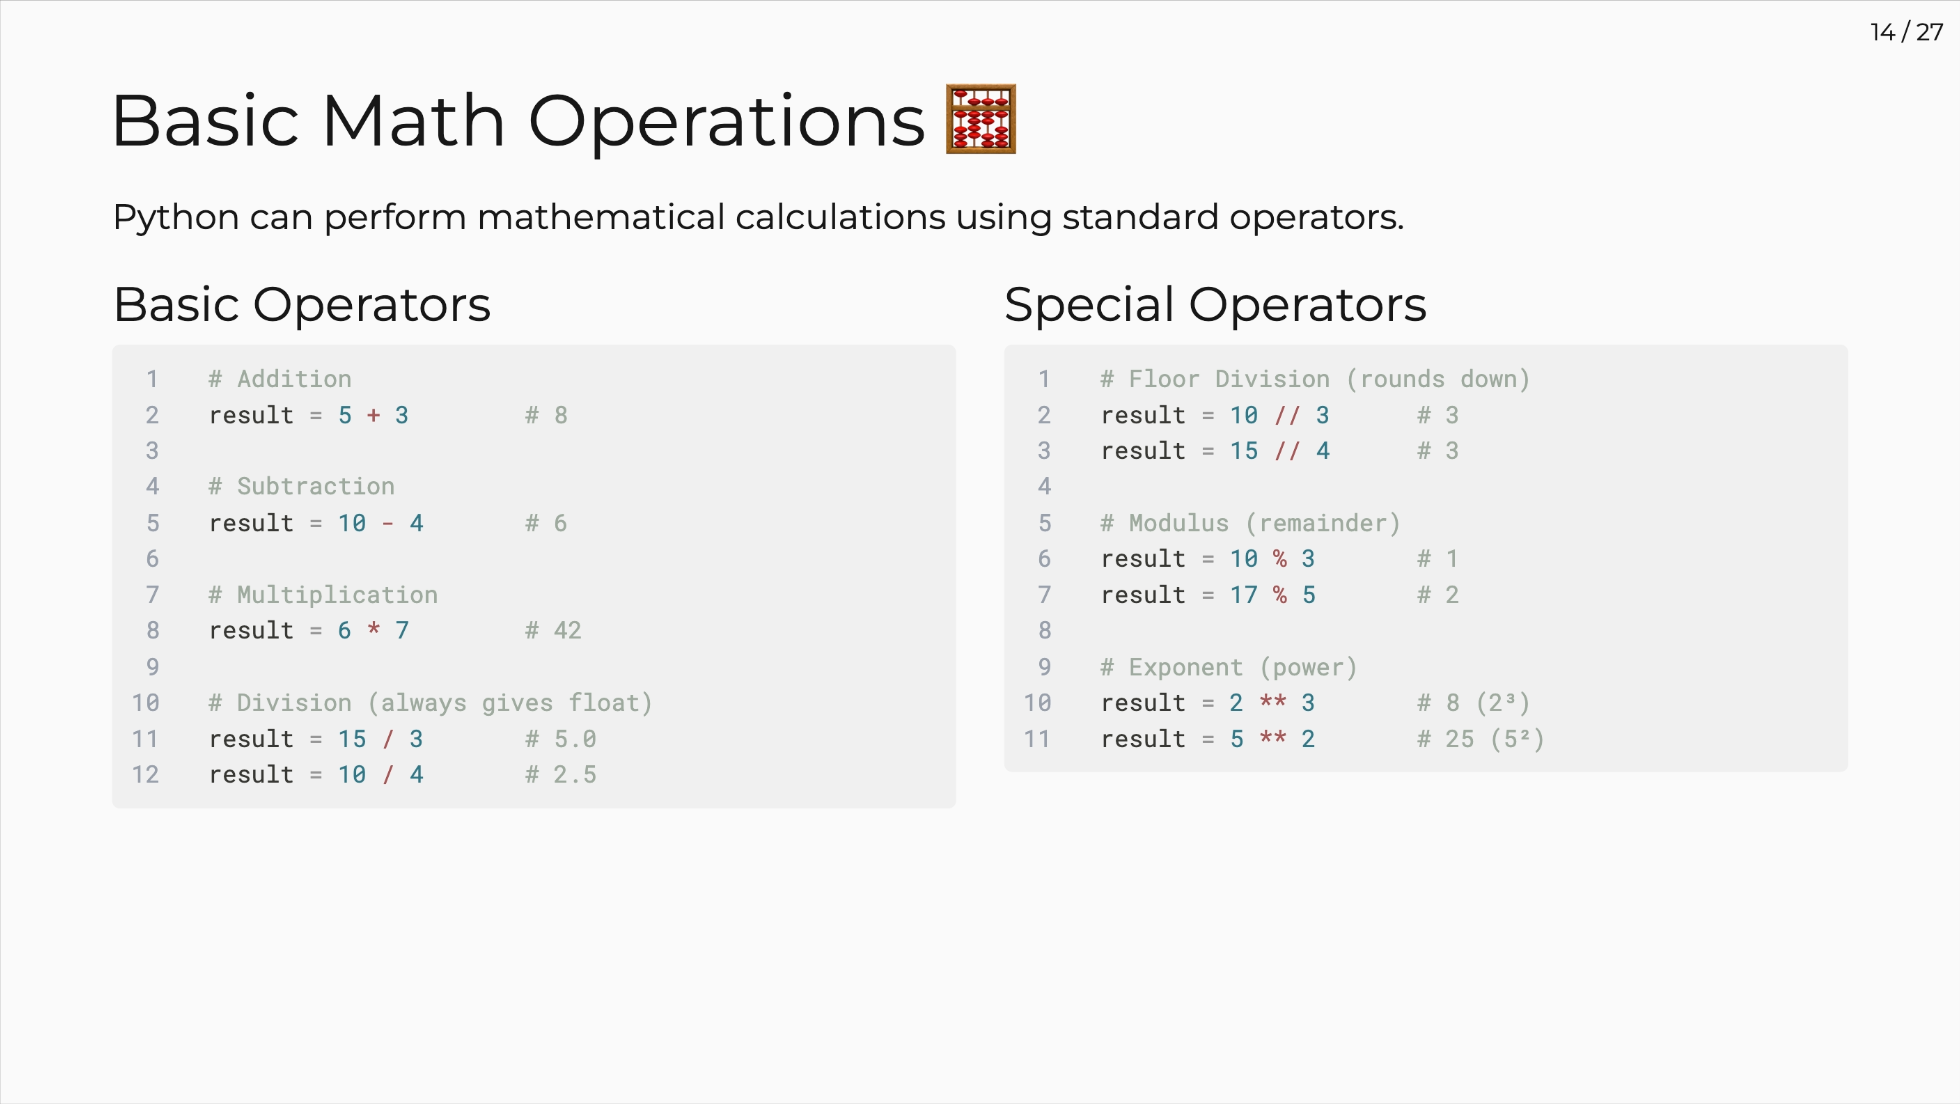 14 / 27
Basic Math Operations
Python can perform mathematical calculations using standard operators.
Basic Operators
1 # Addition
2 result = 5 + 3 # 8
3
4 # Subtraction
5 result = 10 - 4 # 6
6
7 # Multiplication
8 result = 6 * 7 # 42
9
10 # Division (always gives float)
11 result = 15 / 3 # 5.0
12 result = 10 / 4 # 2.5
Special Operators
1 # Floor Division (rounds down)
2 result = 10 // 3 # 3
3 result = 15 // 4 # 3
4
5 # Modulus (remainder)
6 result = 10 % 3 # 1
7 result = 17 % 5 # 2
8
9 # Exponent (power)
10 result = 2 ** 3 # 8 (2³)
11 result = 5 ** 2 # 25 (5²)